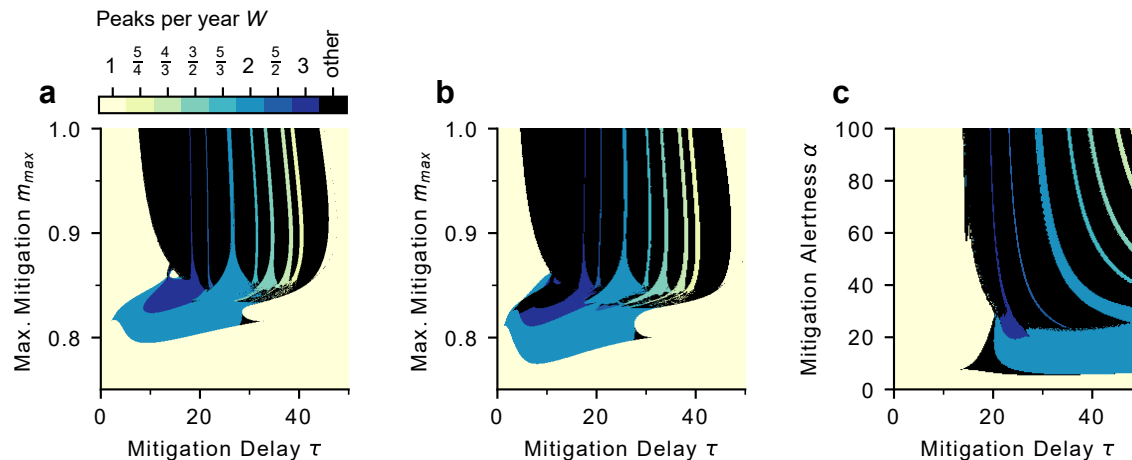 Peaks per year W
1 5/4 4/3 3/2 5/3 2 5/2 3 other
a b c
1.0 1.0 100
80
0.9 0.9 60
40
0.8 0.8 20
0
Max. Mitigation m_max
Max. Mitigation m_max
Mitigation Alertness α
0 20 40 0 20 40 0 20 40
Mitigation Delay τ Mitigation Delay τ Mitigation Delay τ